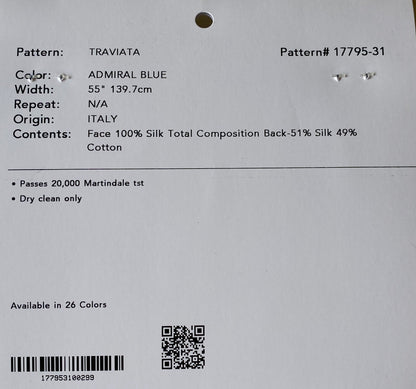 Pattern: TRAVIATA Pattern# 17795-31
Color: ADMIRAL BLUE
Width: 55" 139.7cm
Repeat: N/A
Origin: ITALY
Contents: Face 100% Silk Total Composition Back-51% Silk 49%
Cotton
• Passes 20,000 Martindale tst
• Dry clean only
Available in 26 Colors
177953100299